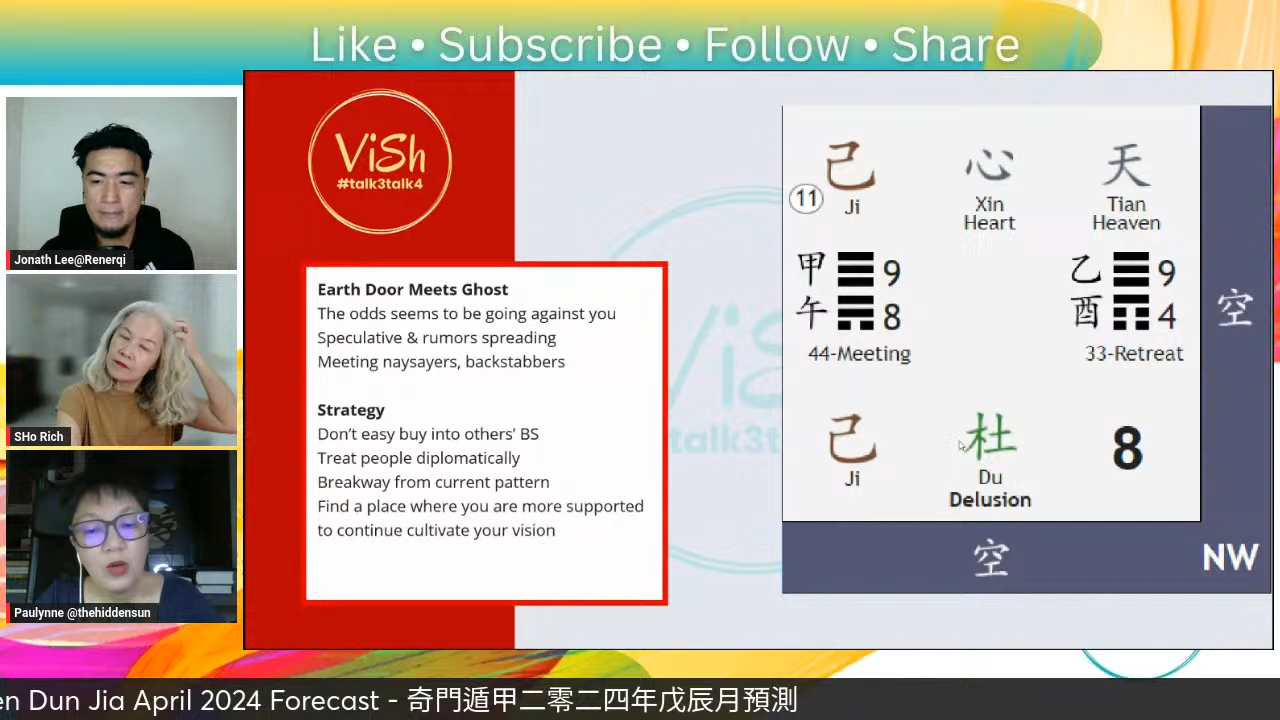 Like • Subscribe • Follow • Share
Jonath Lee@Renerqi
SHo Rich
Paulynne @thehiddensun
ViSh
#talk3talk4
Earth Door Meets Ghost
The odds seems to be going against you
Speculative & rumors spreading
Meeting naysayers, backstabbers
Strategy
Don't easy buy into others' BS
Treat people diplomatically
Breakway from current pattern
Find a place where you are more supported
to continue cultivate your vision
己 心 天
11 Ji Xin Tian
Heart Heaven
甲 9 乙 9
午 8 酉 4
44-Meeting 33-Retreat
空
己 杜 8
Ji Du
Delusion
空 NW
ViSh
talk3t
en Dun Jia April 2024 Forecast - 奇門遁甲二零二四年戊辰月預測